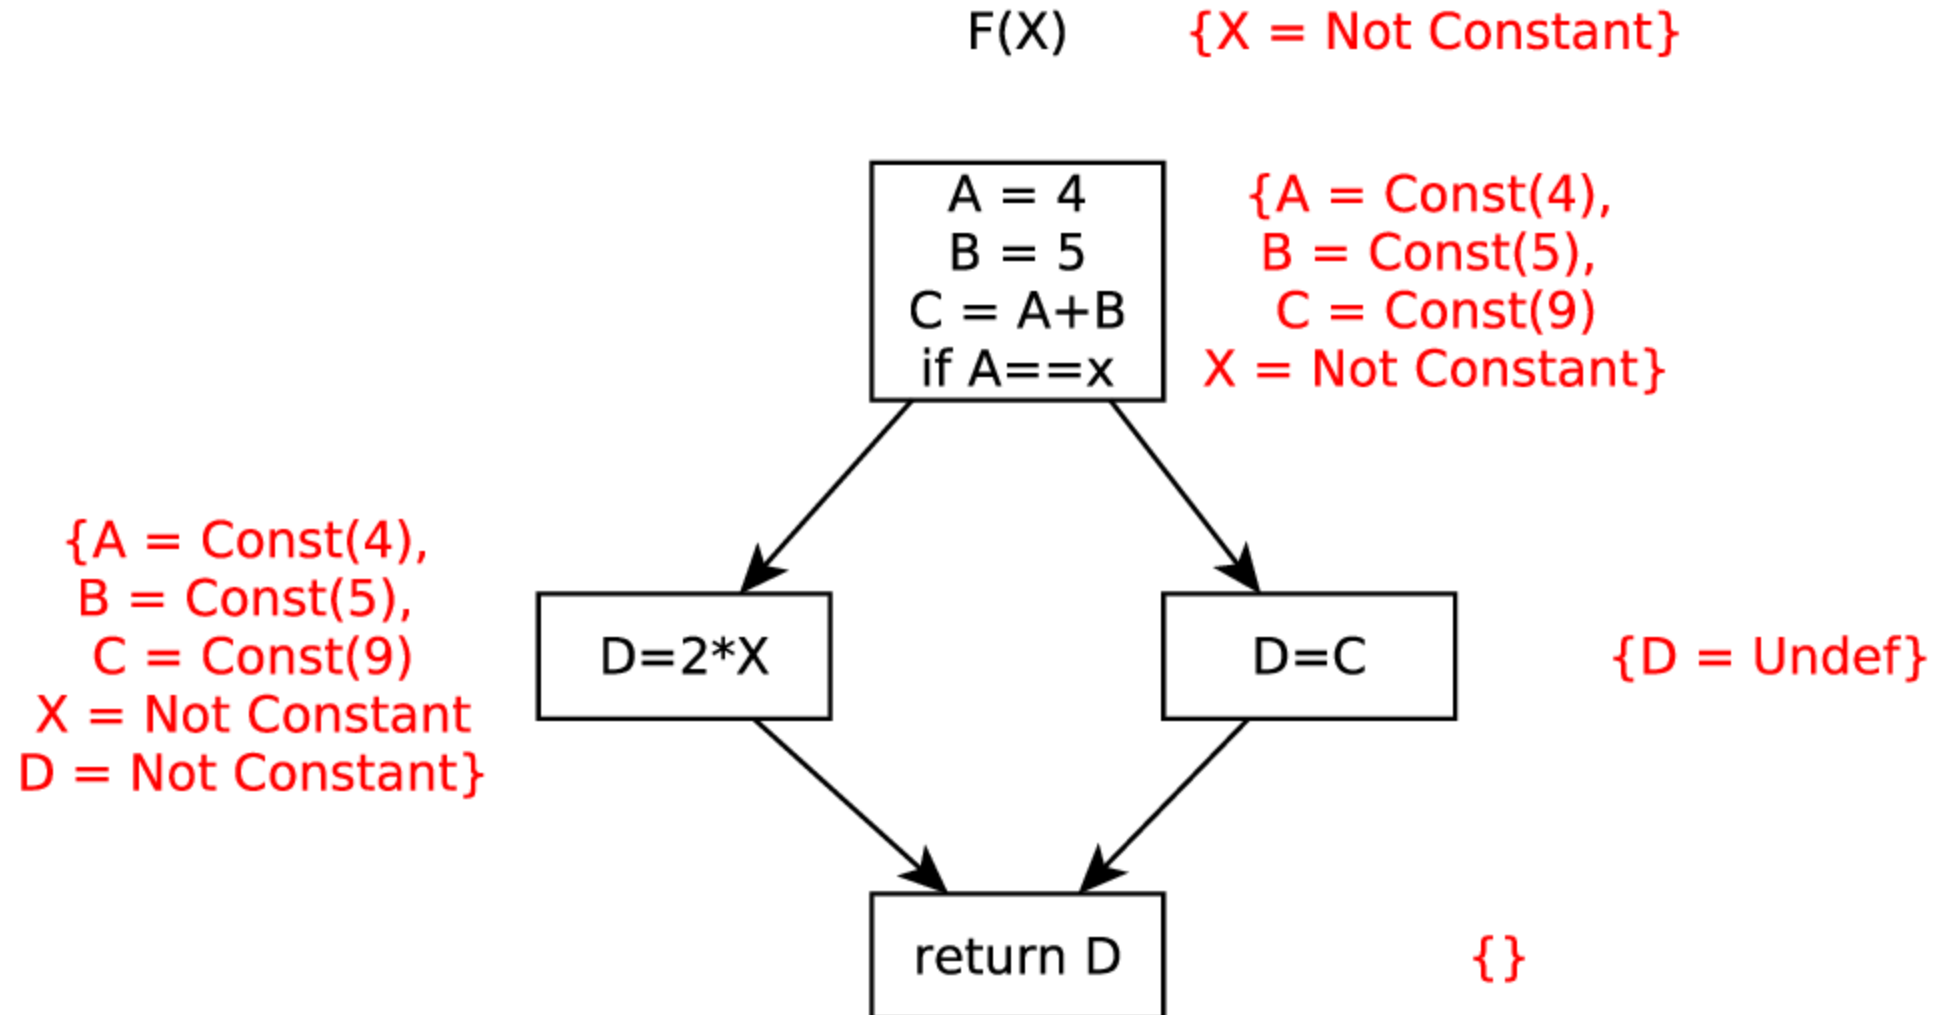 F(X) {X = Not Constant}
A = 4
B = 5
C = A+B
if A==x
{A = Const(4),
B = Const(5),
C = Const(9)
X = Not Constant}
{A = Const(4),
B = Const(5),
C = Const(9)
X = Not Constant
D = Not Constant}
D=2*X
D=C
{D = Undef}
return D
{}